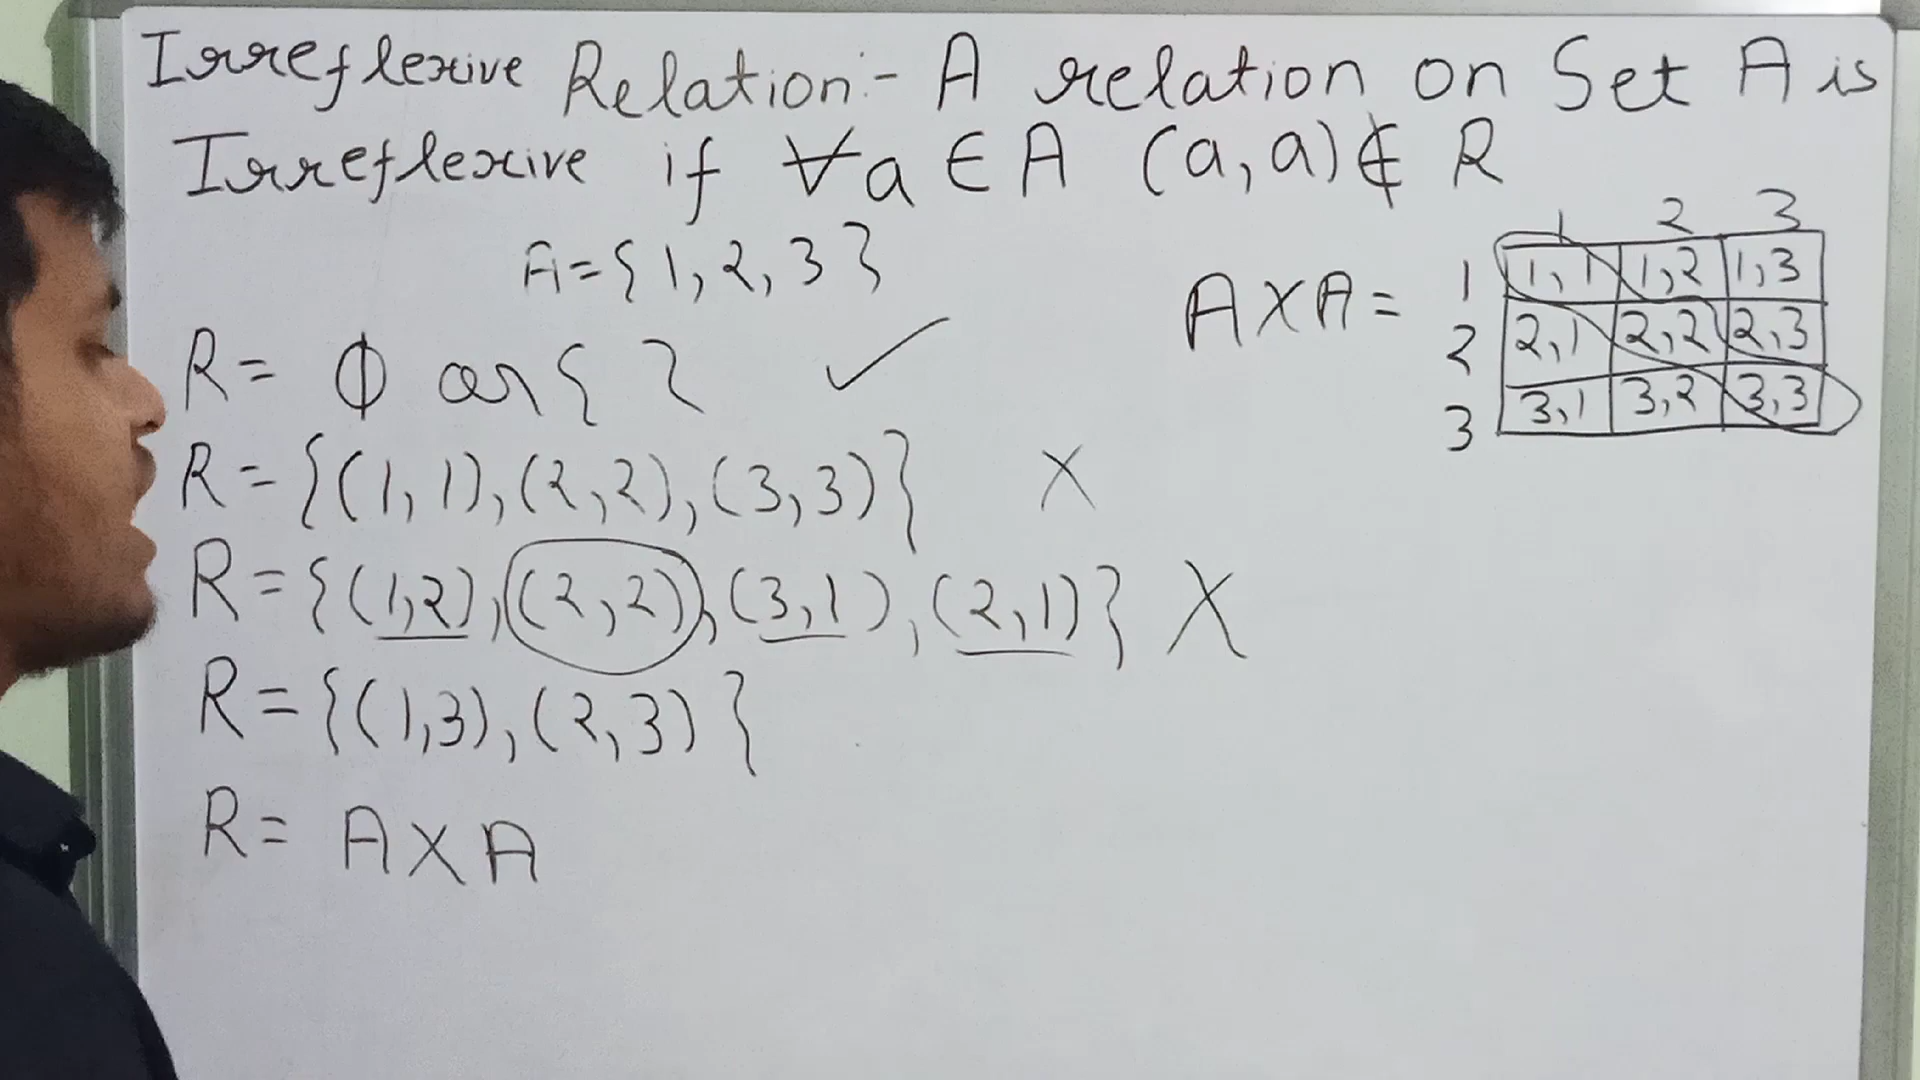 Irreflexive Relation:- A relation on Set A is
Irreflexive if ∀a ∈ A (a,a) ∉ R
A={1,2,3}
R= ϕ or { } ✓
R={(1,1),(2,2),(3,3)} X
R={(1,2),(2,2),(3,1),(2,1)} X
R={(1,3),(2,3)}
R= A×A
A×A=
1 2 3
1 1,1 1,2 1,3
2 2,1 2,2 2,3
3 3,1 3,2 3,3